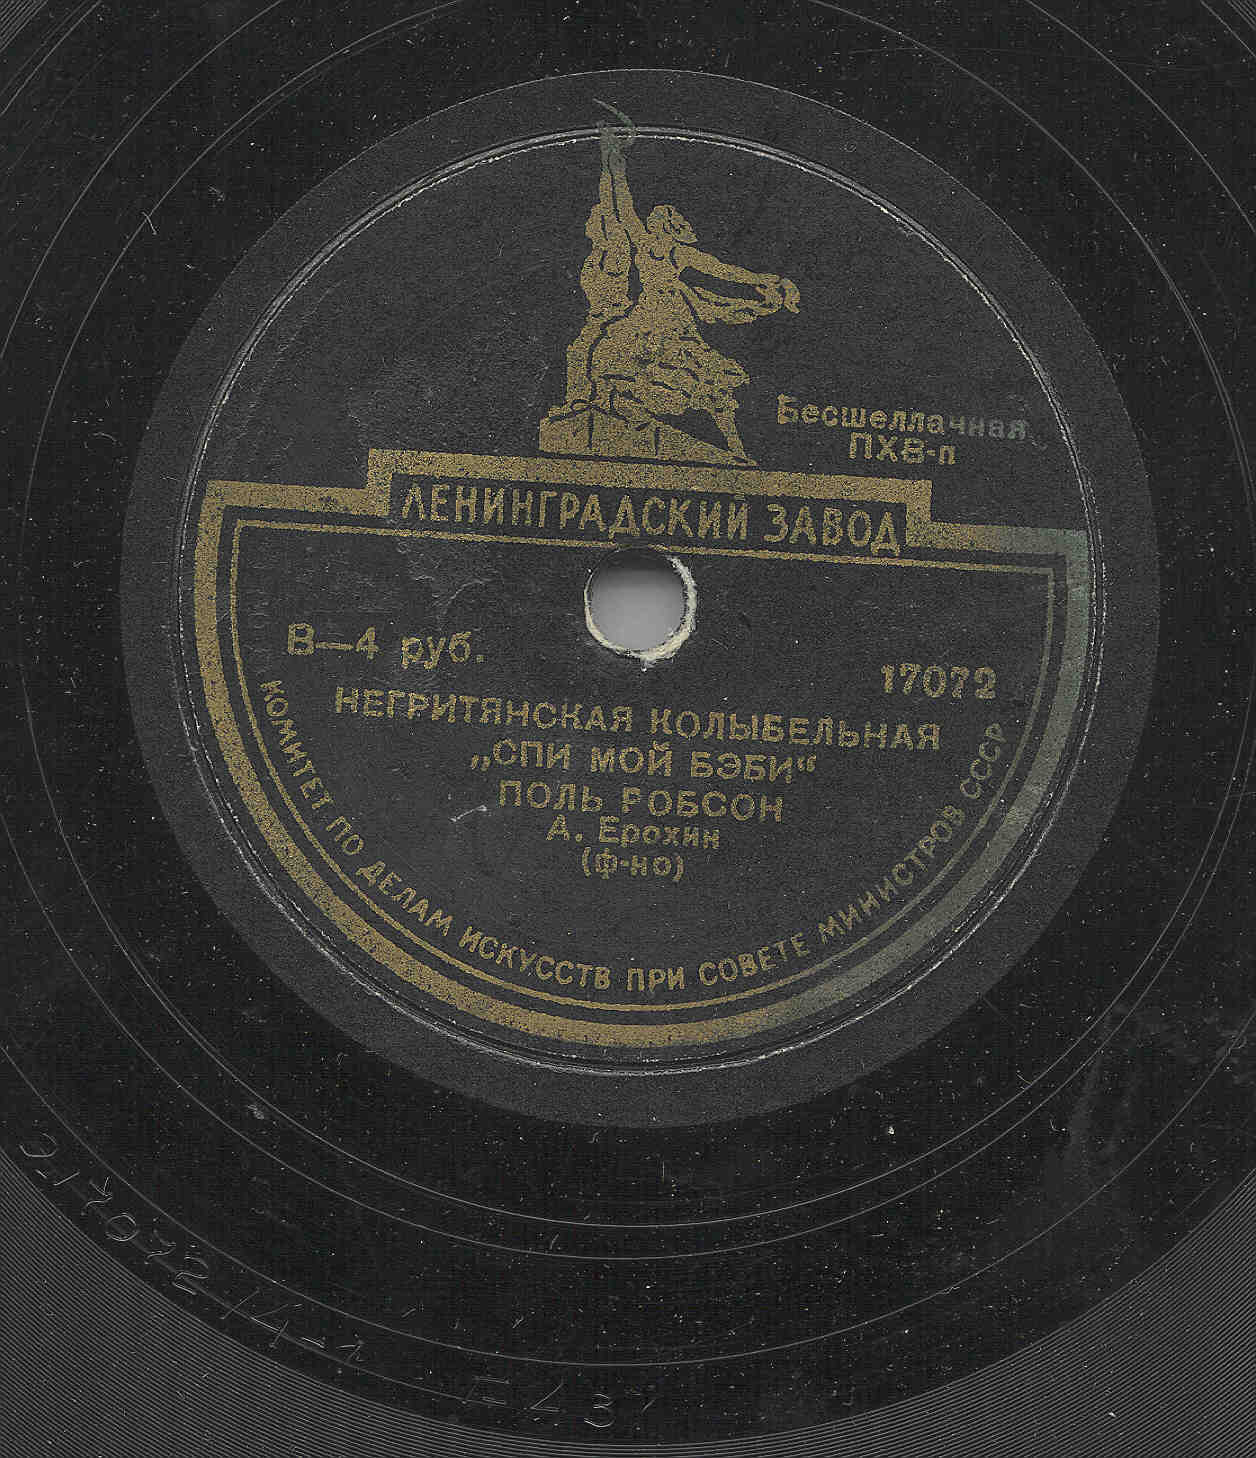 Бесшеллачная
ПХВ-п
ЛЕНИНГРАДСКИЙ ЗАВОД
В—4 руб.
17072
НЕГРИТЯНСКАЯ КОЛЫБЕЛЬНАЯ
„СПИ МОЙ БЭБИ“
ПОЛЬ РОБСОН
А. Ерохин
(ф-но)
КОМИТЕТ ПО ДЕЛАМ ИСКУССТВ ПРИ СОВЕТЕ МИНИСТРОВ СССР